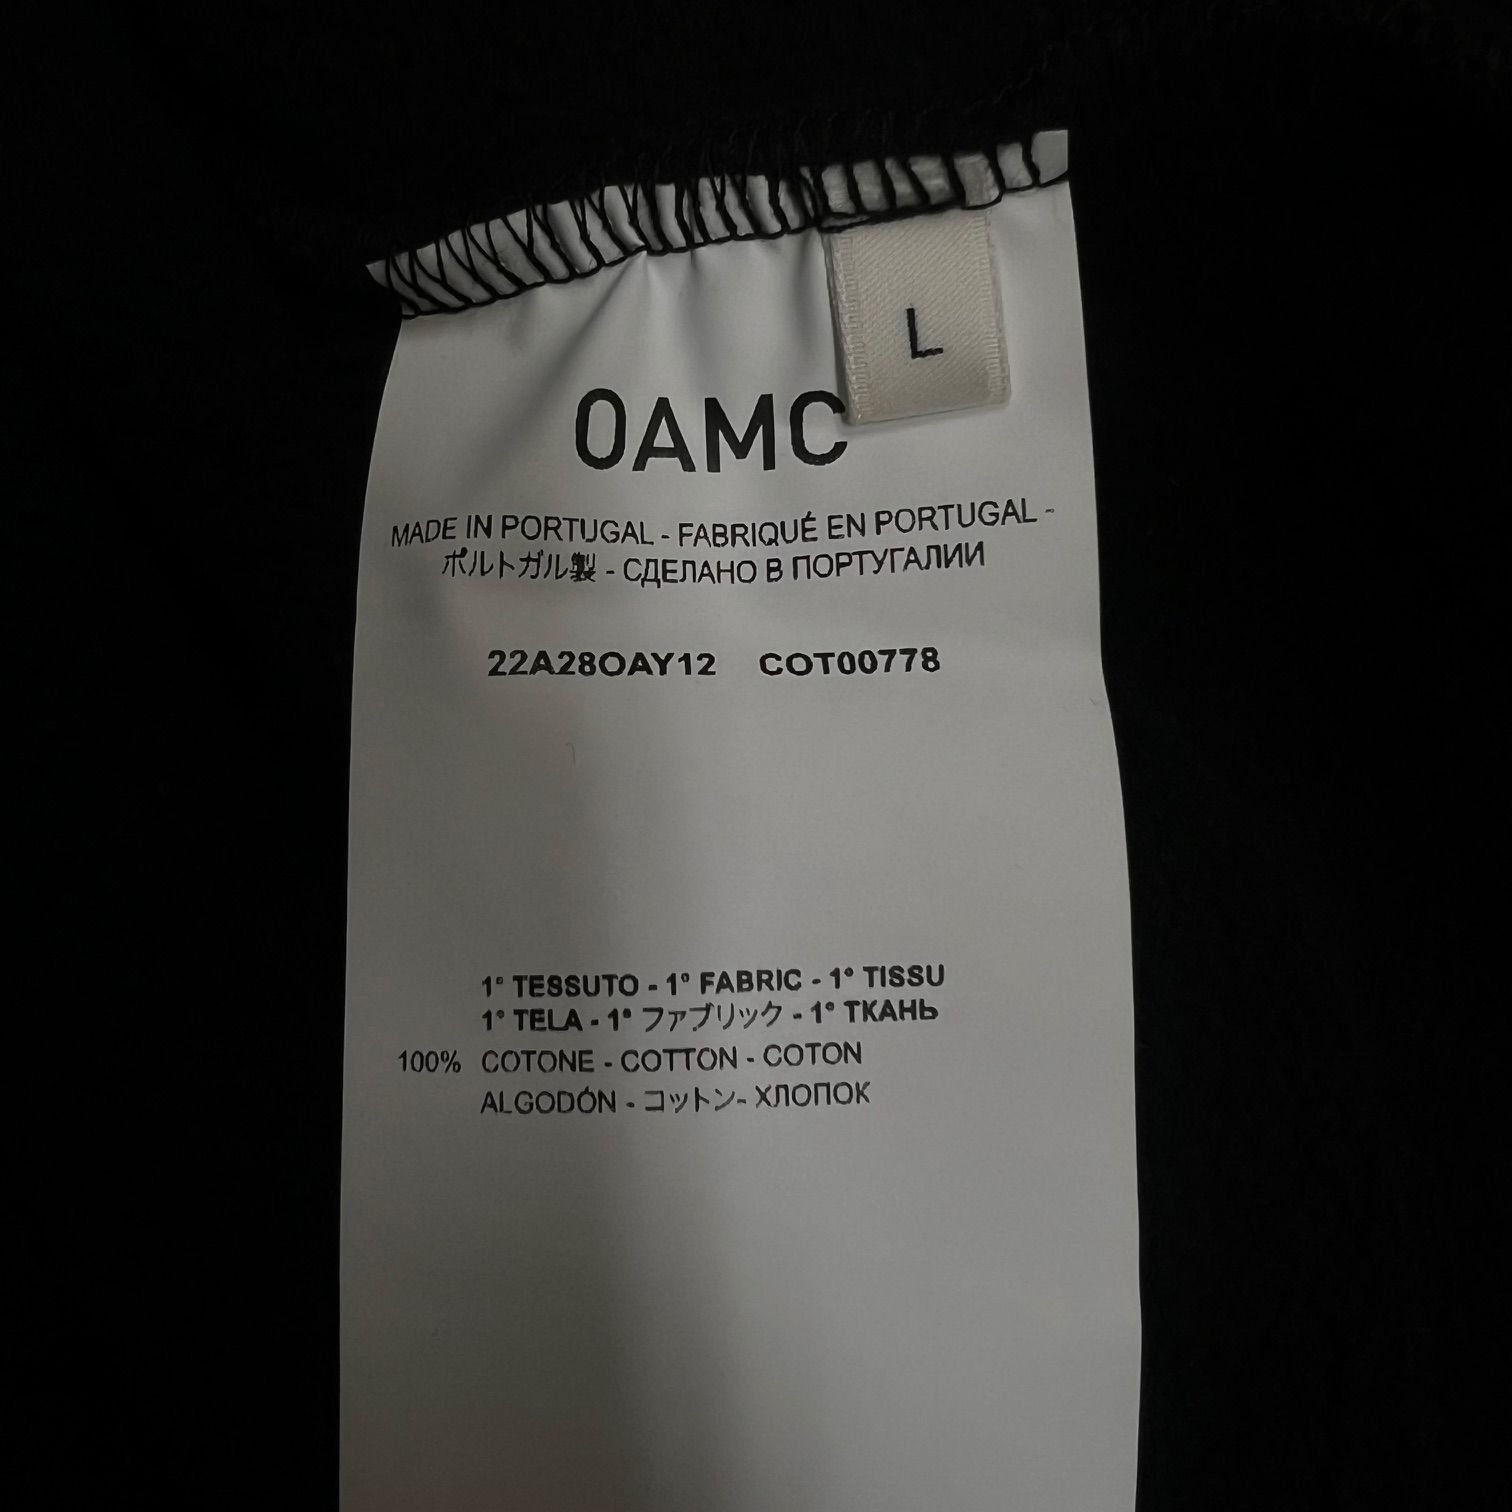 L
OAMC
MADE IN PORTUGAL - FABRIQUÉ EN PORTUGAL -
ポルトガル製 - СДЕЛАНО В ПОРТУГАЛИИ
22A28OAY12 COT00778
1° TESSUTO - 1° FABRIC - 1° TISSU
1° TELA - 1° ファブリック - 1° ТКАНЬ
100% COTONE - COTTON - COTON
ALGODÓN - コットン- ХЛОПОК